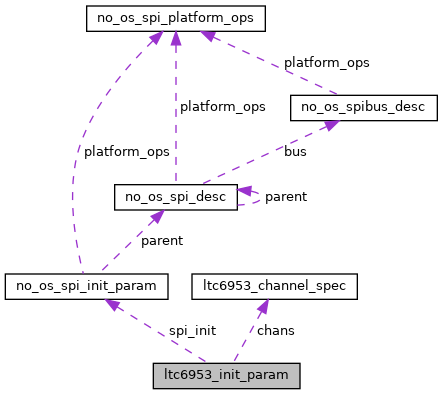 no_os_spi_platform_ops
platform_ops
no_os_spibus_desc
platform_ops
platform_ops
bus
no_os_spi_desc
parent
parent
no_os_spi_init_param
ltc6953_channel_spec
spi_init
chans
ltc6953_init_param